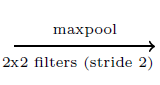 maxpool
2x2 filters (stride 2)